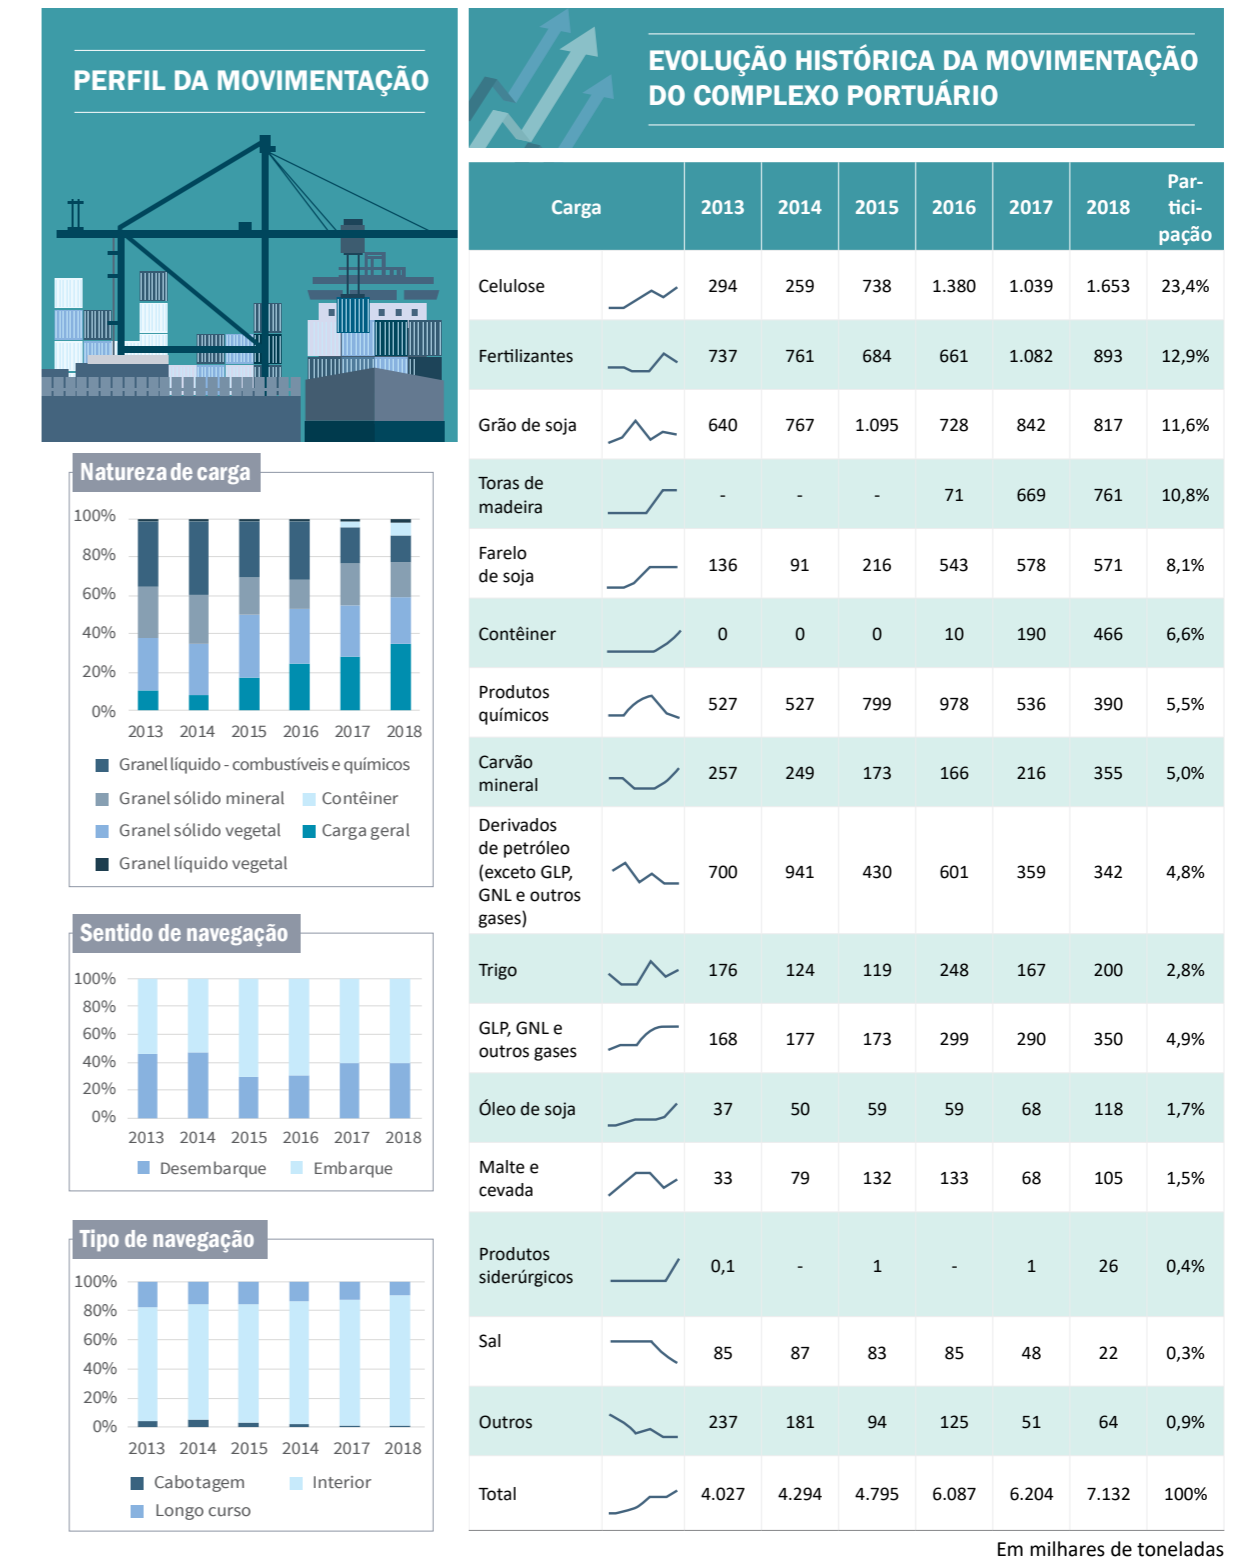 PERFIL DA MOVIMENTAÇÃO
Natureza de carga
100%
80%
60%
40%
20%
0%
2013 2014 2015 2016 2017 2018
Granel líquido - combustíveis e químicos
Granel sólido mineral Contêiner
Granel sólido vegetal Carga geral
Granel líquido vegetal
Sentido de navegação
100%
80%
60%
40%
20%
0%
2013 2014 2015 2016 2017 2018
Desembarque Embarque
Tipo de navegação
100%
80%
60%
40%
20%
0%
2013 2014 2015 2014 2017 2018
Cabotagem Interior
Longo curso
EVOLUÇÃO HISTÓRICA DA MOVIMENTAÇÃO
DO COMPLEXO PORTUÁRIO
Carga 2013 2014 2015 2016 2017 2018 Par-
tici-
pação
Celulose 294 259 738 1.380 1.039 1.653 23,4%
Fertilizantes 737 761 684 661 1.082 893 12,9%
Grão de soja 640 767 1.095 728 842 817 11,6%
Toras de
madeira - - - 71 669 761 10,8%
Farelo
de soja 136 91 216 543 578 571 8,1%
Contêiner 0 0 0 10 190 466 6,6%
Produtos
químicos 527 527 799 978 536 390 5,5%
Carvão
mineral 257 249 173 166 216 355 5,0%
Derivados
de petróleo
(exceto GLP, 700 941 430 601 359 342 4,8%
GNL e outros
gases)
Trigo 176 124 119 248 167 200 2,8%
GLP, GNL e
outros gases 168 177 173 299 290 350 4,9%
Óleo de soja 37 50 59 59 68 118 1,7%
Malte e
cevada 33 79 132 133 68 105 1,5%
Produtos
siderúrgicos 0,1 - 1 - 1 26 0,4%
Sal 85 87 83 85 48 22 0,3%
Outros 237 181 94 125 51 64 0,9%
Total 4.027 4.294 4.795 6.087 6.204 7.132 100%
Em milhares de toneladas